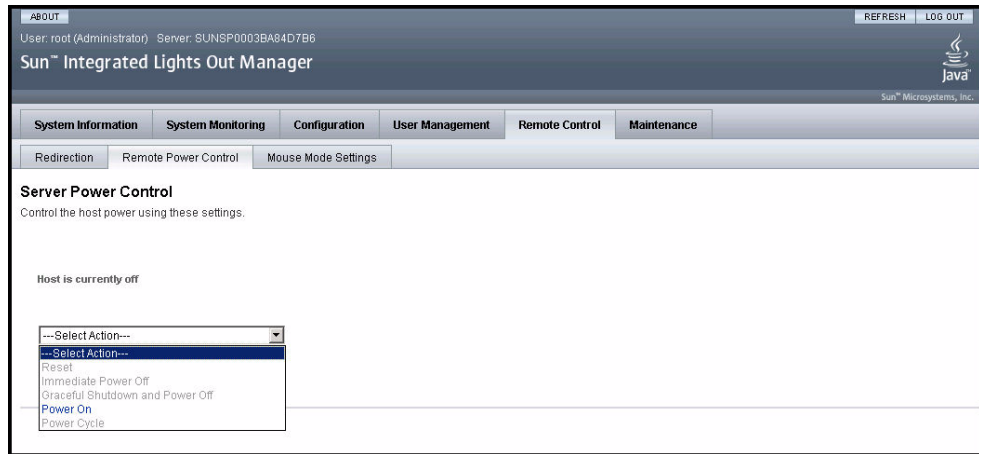 ABOUT
REFRESH
LOG OUT
User: root (Administrator) Server: SUNSP0003BA84D7B6
Sun™ Integrated Lights Out Manager
Java™
Sun™ Microsystems, Inc.
System Information
System Monitoring
Configuration
User Management
Remote Control
Maintenance
Redirection
Remote Power Control
Mouse Mode Settings
Server Power Control
Control the host power using these settings.
Host is currently off
---Select Action---
---Select Action---
Reset
Immediate Power Off
Graceful Shutdown and Power Off
Power On
Power Cycle